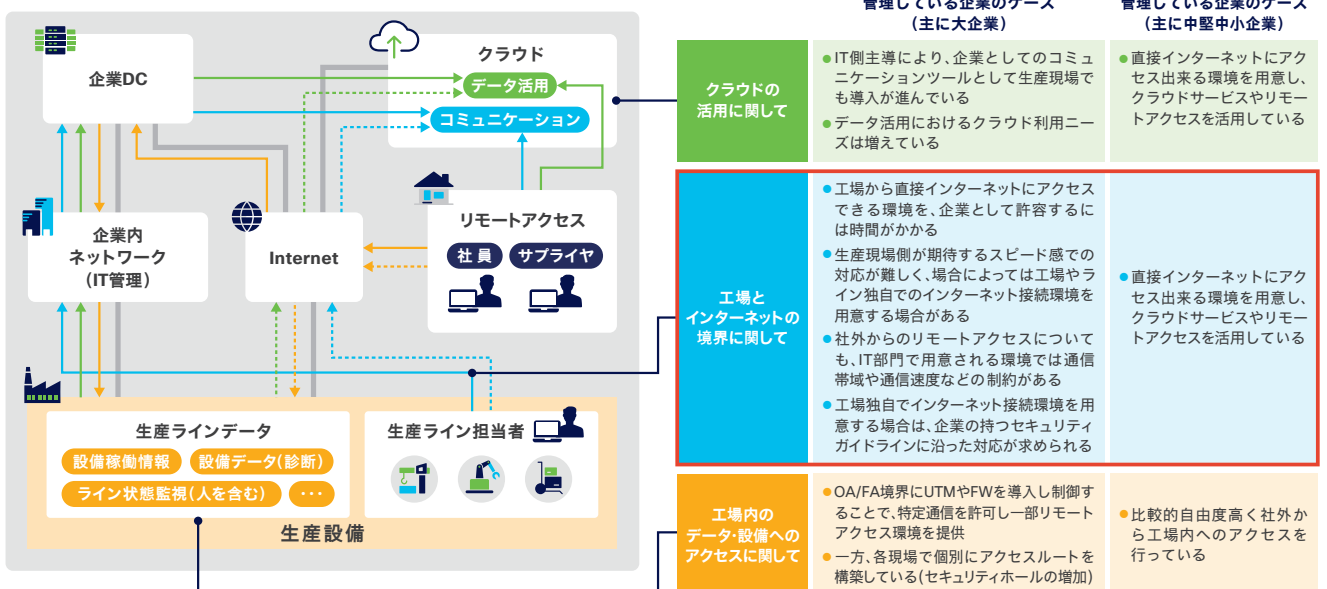 企業DC
クラウド
データ活用
コミュニケーション
企業内
ネットワーク
(IT管理)
Internet
リモートアクセス
社員
サプライヤ
生産ラインデータ
設備稼働情報
設備データ(診断)
ライン状態監視(人を含む)
・・・
生産ライン担当者
生産設備
管理している企業のケース
(主に大企業)
管理している企業のケース
(主に中堅中小企業)
クラウドの
活用に関して
●IT側主導により、企業としてのコミュ
ニケーションツールとして生産現場で
も導入が進んでいる
●データ活用におけるクラウド利用ニー
ズは増えている
●直接インターネットにアク
セス出来る環境を用意し、
クラウドサービスやリモー
トアクセスを活用している
工場と
インターネットの
境界に関して
●工場から直接インターネットにアクセス
できる環境を、企業として許容するに
は時間がかかる
●生産現場側が期待するスピード感での
対応が難しく、場合によっては工場やラ
イン独自でのインターネット接続環境を
用意する場合がある
●社外からのリモートアクセスについて
も、IT部門で用意される環境では通信
帯域や通信速度などの制約がある
●工場独自でインターネット接続環境を用
意する場合は、企業の持つセキュリティ
ガイドラインに沿った対応が求められる
●直接インターネットにアク
セス出来る環境を用意し、
クラウドサービスやリモー
トアクセスを活用している
工場内の
データ・設備への
アクセスに関して
●OA/FA境界にUTMやFWを導入し制御す
ることで、特定通信を許可し一部リモート
アクセス環境を提供
●一方、各現場で個別にアクセスルートを
構築している(セキュリティホールの増加)
●比較的自由度高く社外か
ら工場内へのアクセスを
行っている